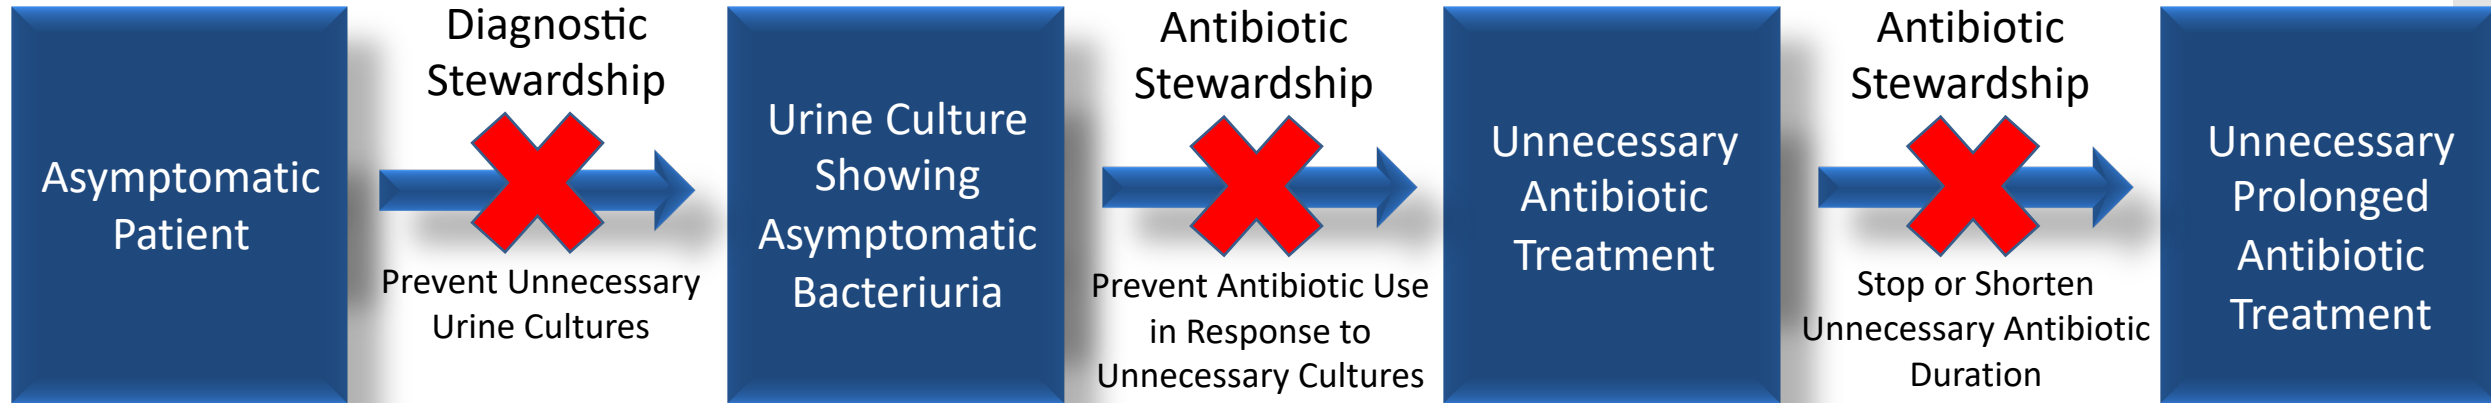 Asymptomatic
Patient
Diagnostic
Stewardship
Prevent Unnecessary
Urine Cultures
Urine Culture
Showing
Asymptomatic
Bacteriuria
Antibiotic
Stewardship
Prevent Antibiotic Use
in Response to
Unnecessary Cultures
Unnecessary
Antibiotic
Treatment
Antibiotic
Stewardship
Stop or Shorten
Unnecessary Antibiotic
Duration
Unnecessary
Prolonged
Antibiotic
Treatment